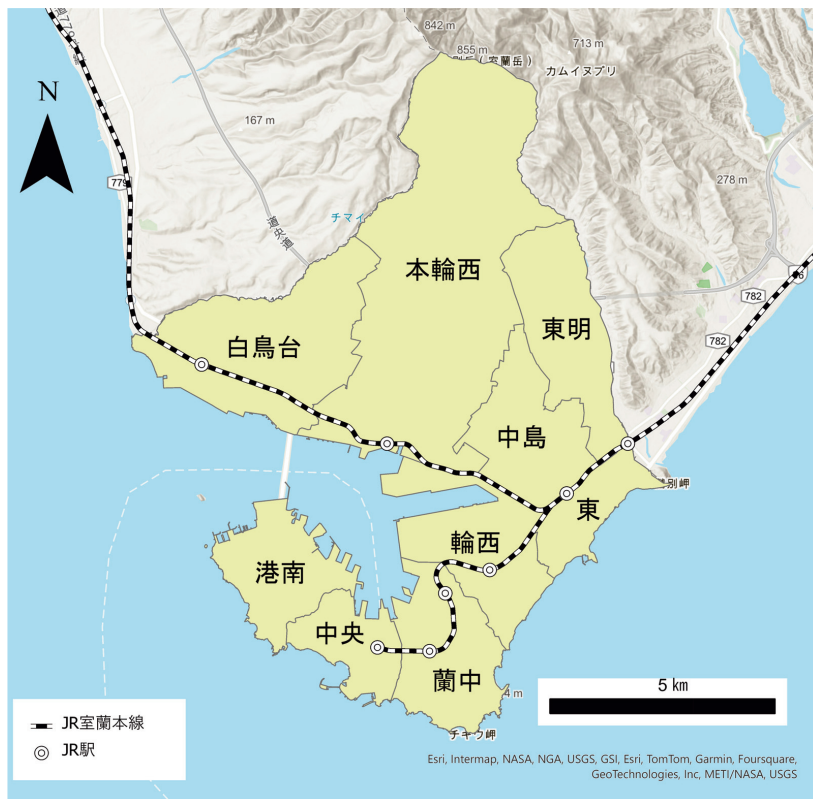 842 m
855 m
713 m
カムイヌプリ
N
167 m
278 m
779
チマイ
道央道
782
782
本輪西
東明
白鳥台
中島
東
輪西
港南
中央
蘭中
チキウ岬
5 km
JR室蘭本線
JR駅
Esri, Intermap, NASA, NGA, USGS, GSI, Esri, TomTom, Garmin, Foursquare,
GeoTechnologies, Inc, METI/NASA, USGS